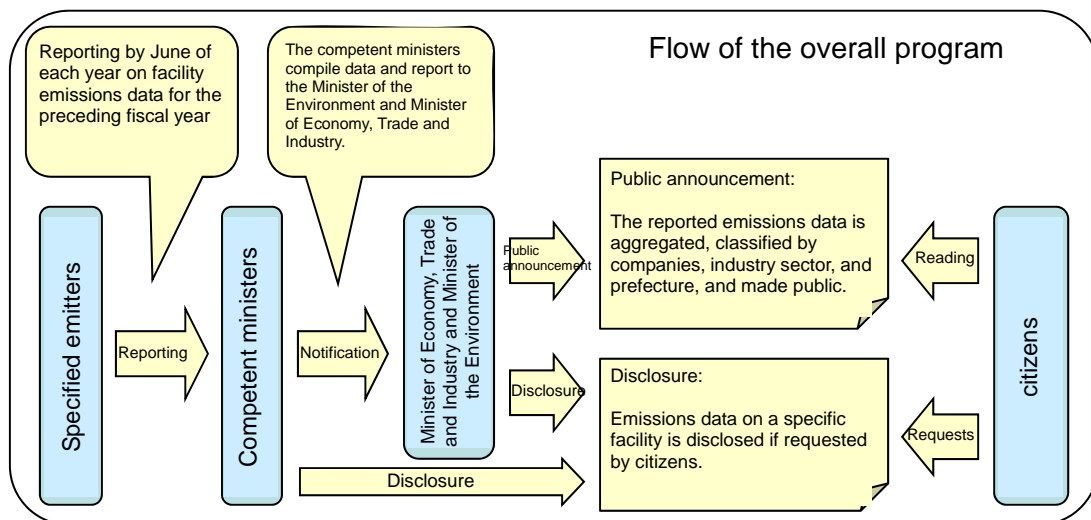 Flow of the overall program
Reporting by June of
each year on facility
emissions data for the
preceding fiscal year
The competent ministers
compile data and report to
the Minister of the
Environment and Minister
of Economy, Trade and
Industry.
Specified emitters
Reporting
Competent ministers
Notification
Minister of Economy, Trade
and Industry and Minister of
the Environment
Public
announcement
Public announcement:
The reported emissions data is
aggregated, classified by
companies, industry sector, and
prefecture, and made public.
Reading
citizens
Disclosure
Disclosure:
Emissions data on a specific
facility is disclosed if requested
by citizens.
Requests
Disclosure